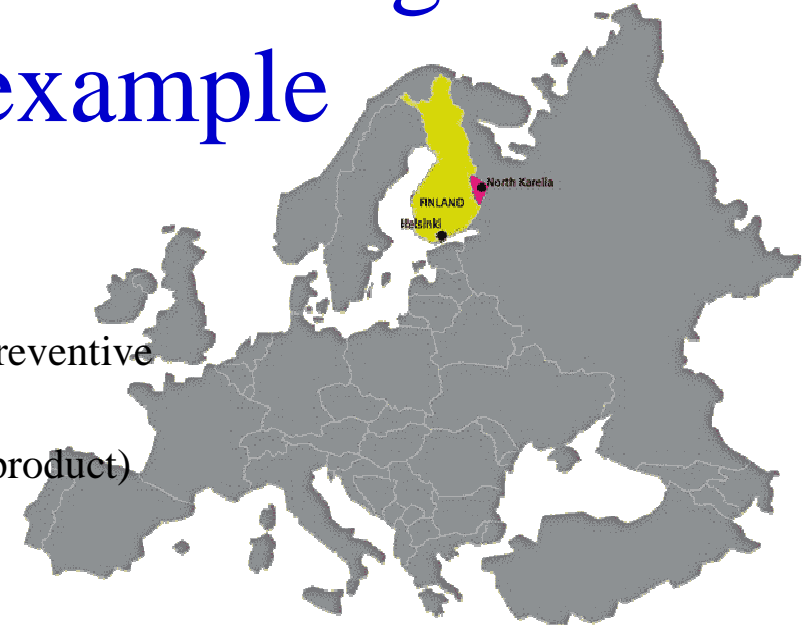 example
North Karelia
FINLAND
Helsinki
reventive
product)